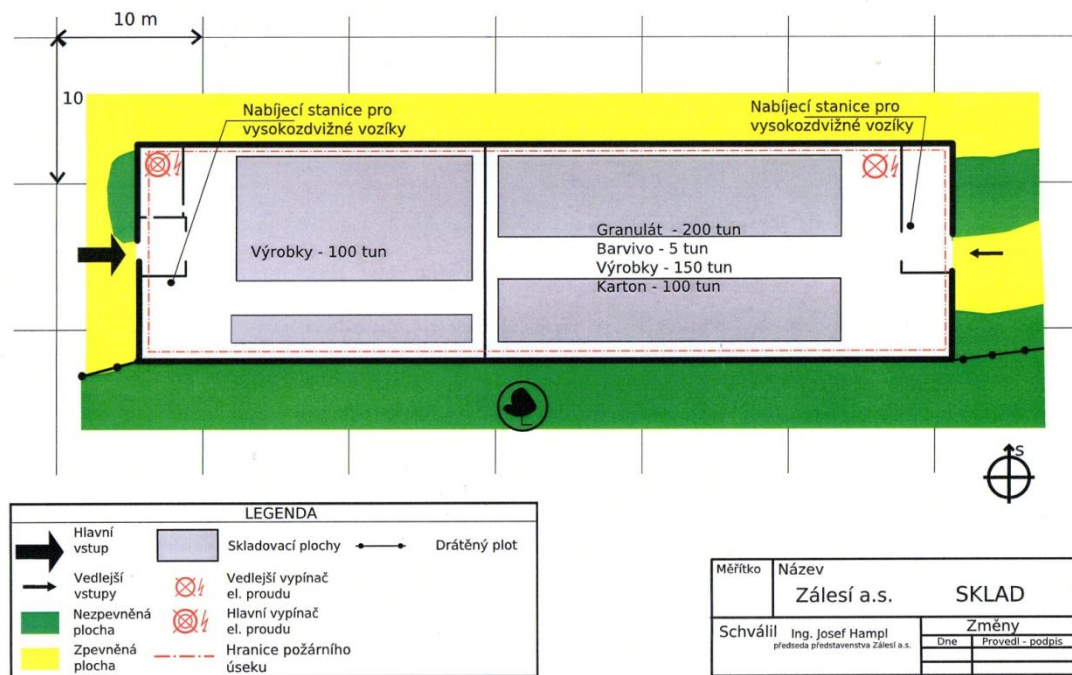 10 m
10
Nabíjecí stanice pro
vysokozdvižné vozíky
Nabíjecí stanice pro
vysokozdvižné vozíky
Výrobky - 100 tun
Granulát - 200 tun
Barvivo - 5 tun
Výrobky - 150 tun
Karton - 100 tun
S
LEGENDA
Hlavní
vstup
Skladovací plochy
Drátěný plot
Vedlejší
vstupy
Vedlejší vypínač
el. proudu
Nezpevněná
plocha
Hlavní vypínač
el. proudu
Zpevněná
plocha
Hranice požárního
úseku
Měřítko
Název
Zálesí a.s. SKLAD
Schválil Ing. Josef Hampl
předseda představenstva Zálesí a.s.
Změny
Dne Provedl - podpis